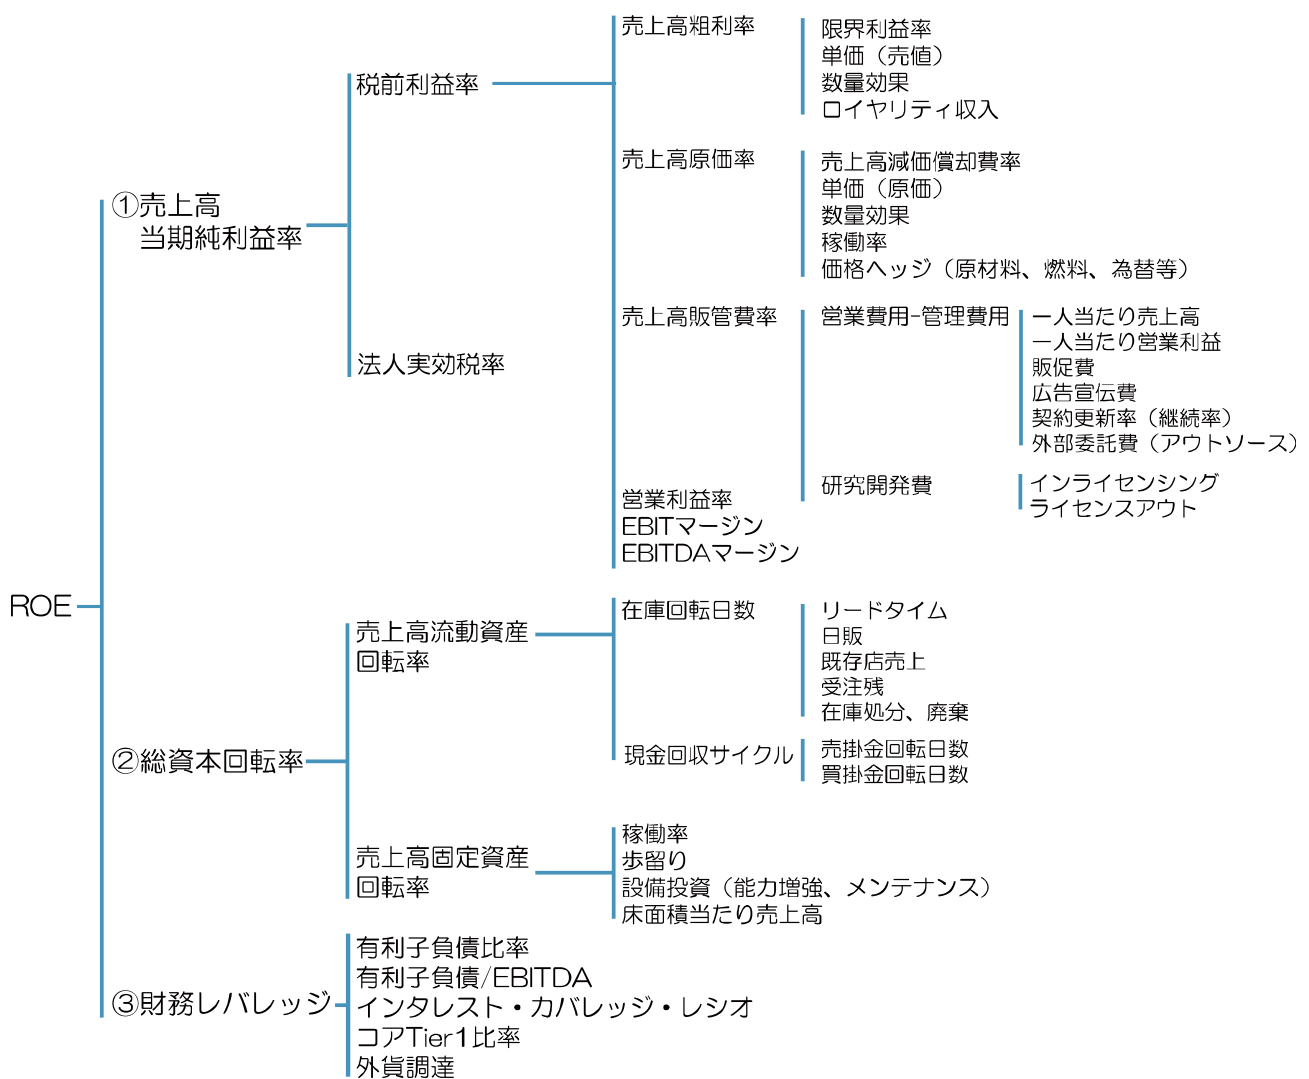 ROE
①売上高
当期純利益率
税前利益率
売上高粗利率
限界利益率
単価（売値）
数量効果
ロイヤリティ収入
売上高原価率
売上高減価償却費率
単価（原価）
数量効果
稼働率
価格ヘッジ（原材料、燃料、為替等）
売上高販管費率
営業費用-管理費用
一人当たり売上高
一人当たり営業利益
販促費
広告宣伝費
契約更新率（継続率）
外部委託費（アウトソース）
研究開発費
インライセンシング
ライセンスアウト
営業利益率
EBITマージン
EBITDAマージン
法人実効税率
②総資本回転率
売上高流動資産
回転率
在庫回転日数
リードタイム
日販
既存店売上
受注残
在庫処分、廃棄
現金回収サイクル
売掛金回転日数
買掛金回転日数
売上高固定資産
回転率
稼働率
歩留り
設備投資（能力増強、メンテナンス）
床面積当たり売上高
③財務レバレッジ
有利子負債比率
有利子負債/EBITDA
インタレスト・カバレッジ・レシオ
コアTier1比率
外貨調達